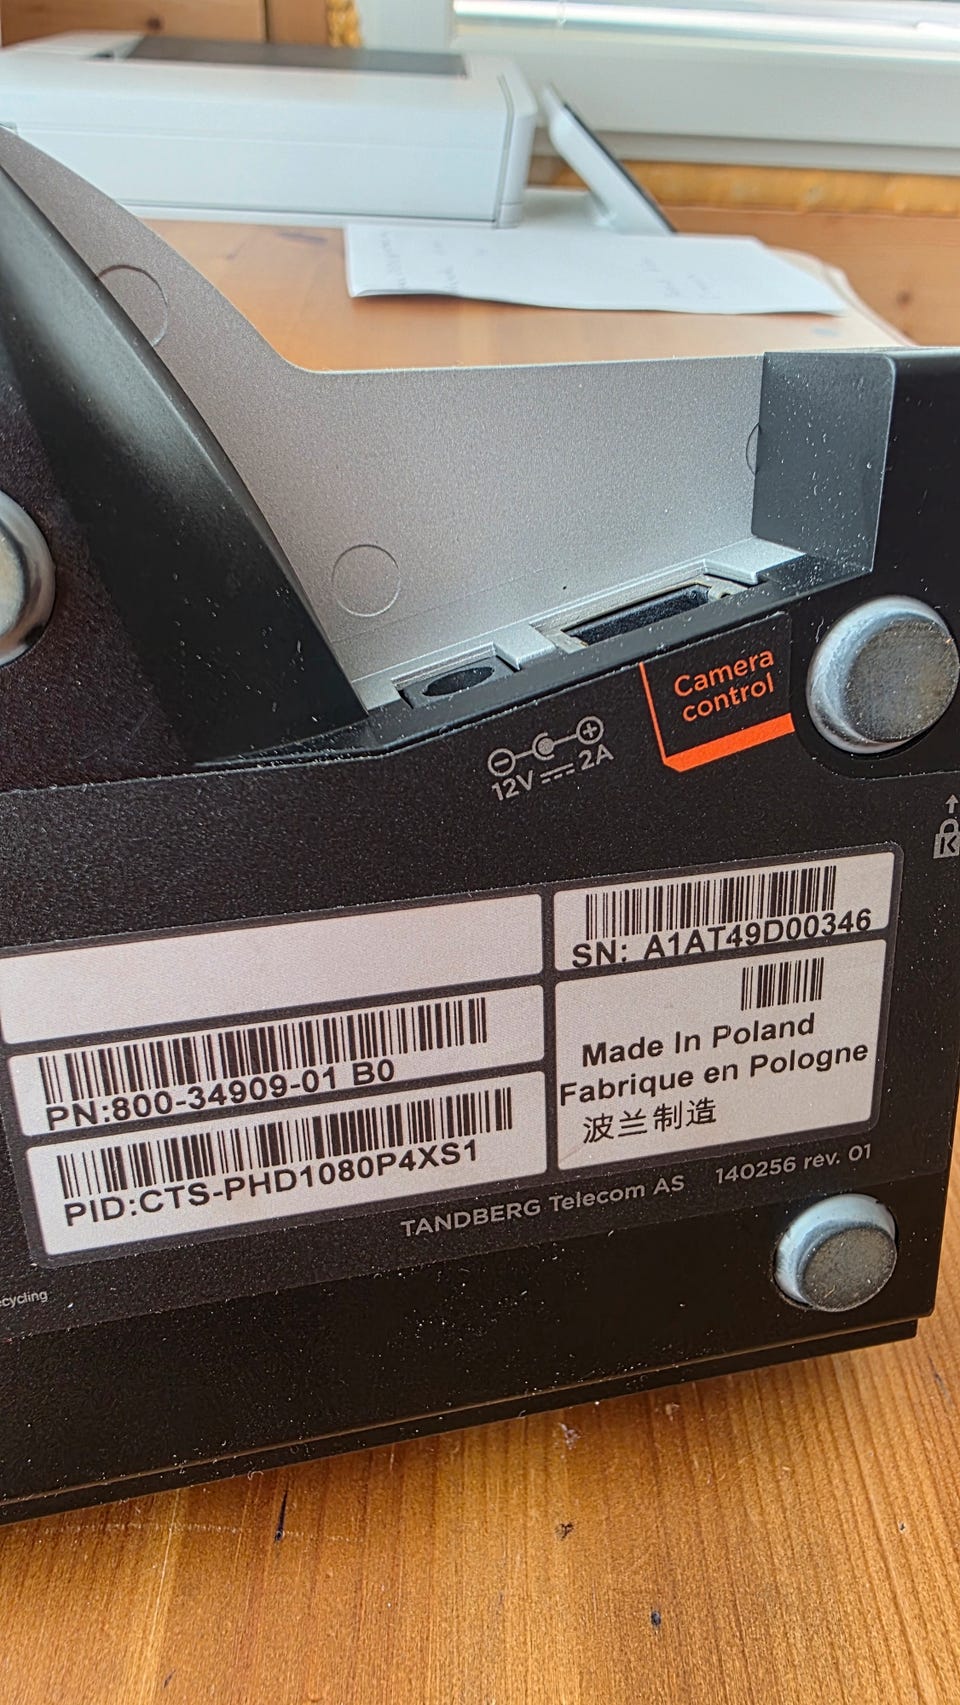 Camera
control
12V 2A
K
SN: A1AT49D00346
PN:800-34909-01 B0
Made In Poland
Fabrique en Pologne
波兰制造
PID:CTS-PHD1080P4XS1
TANDBERG Telecom AS 140256 rev. 01
ecycling